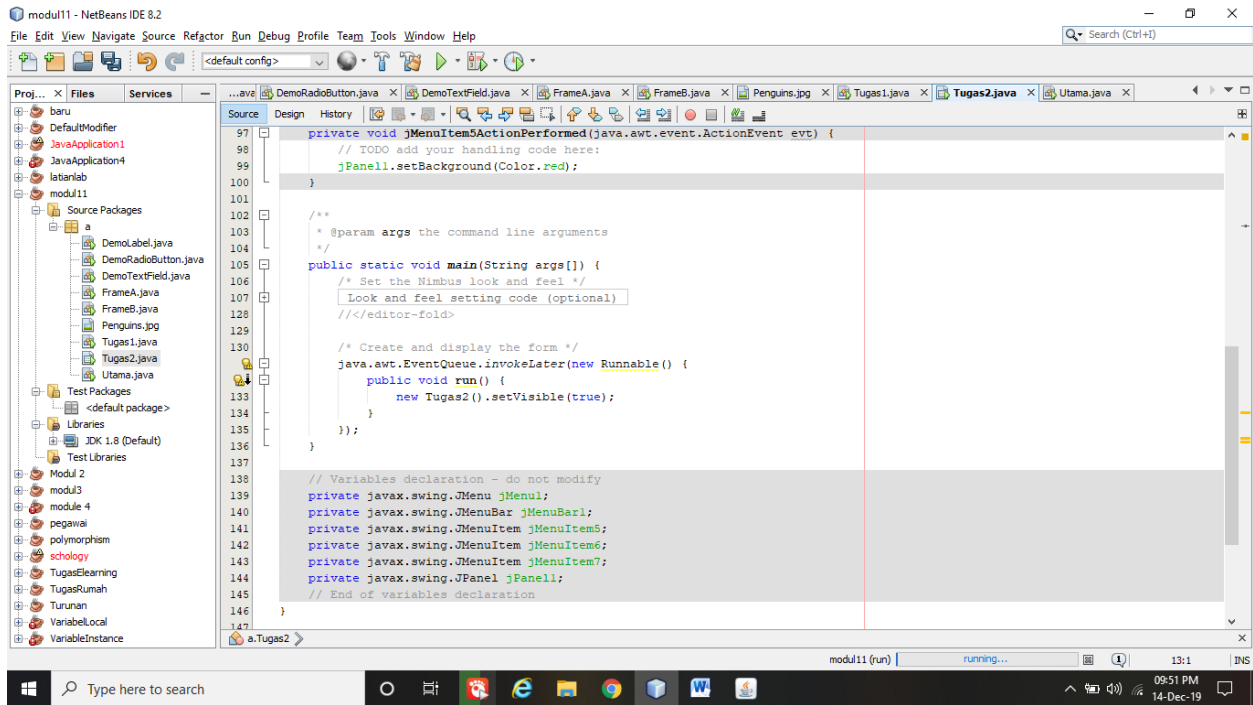 modul11 - NetBeans IDE 8.2
File Edit View Navigate Source Refactor Run Debug Profile Team Tools Window Help
Search (Ctrl+I)
<default config>
Proj... Files Services
...ava DemoRadioButton.java DemoTextField.java FrameA.java FrameB.java Penguins.jpg Tugas1.java Tugas2.java Utama.java
Source Design History
baru
DefaultModifier
JavaApplication1
JavaApplication4
latianlab
modul11
Source Packages
a
DemoLabel.java
DemoRadioButton.java
DemoTextField.java
FrameA.java
FrameB.java
Penguins.jpg
Tugas1.java
Tugas2.java
Utama.java
Test Packages
<default package>
Libraries
JDK 1.8 (Default)
Test Libraries
Modul 2
modul3
module 4
pegawai
polymorphism
schology
TugasElearning
TugasRumah
Turunan
VariabelLocal
VariableInstance
97 private void jMenuItem5ActionPerformed(java.awt.event.ActionEvent evt) {
98 // TODO add your handling code here:
99 jPanel1.setBackground(Color.red);
100 }
101
102 /**
103 * @param args the command line arguments
104 */
105 public static void main(String args[]) {
106 /* Set the Nimbus look and feel */
107 Look and feel setting code (optional)
128 //</editor-fold>
129
130 /* Create and display the form */
java.awt.EventQueue.invokeLater(new Runnable() {
public void run() {
133 new Tugas2().setVisible(true);
134 }
135 });
136 }
137
138 // Variables declaration - do not modify
139 private javax.swing.JMenu jMenu1;
140 private javax.swing.JMenuBar jMenuBar1;
141 private javax.swing.JMenuItem jMenuItem5;
142 private javax.swing.JMenuItem jMenuItem6;
143 private javax.swing.JMenuItem jMenuItem7;
144 private javax.swing.JPanel jPanel1;
145 // End of variables declaration
146 }
147
a.Tugas2
modul11 (run) running... 1 13:1 INS
Type here to search
09:51 PM
14-Dec-19